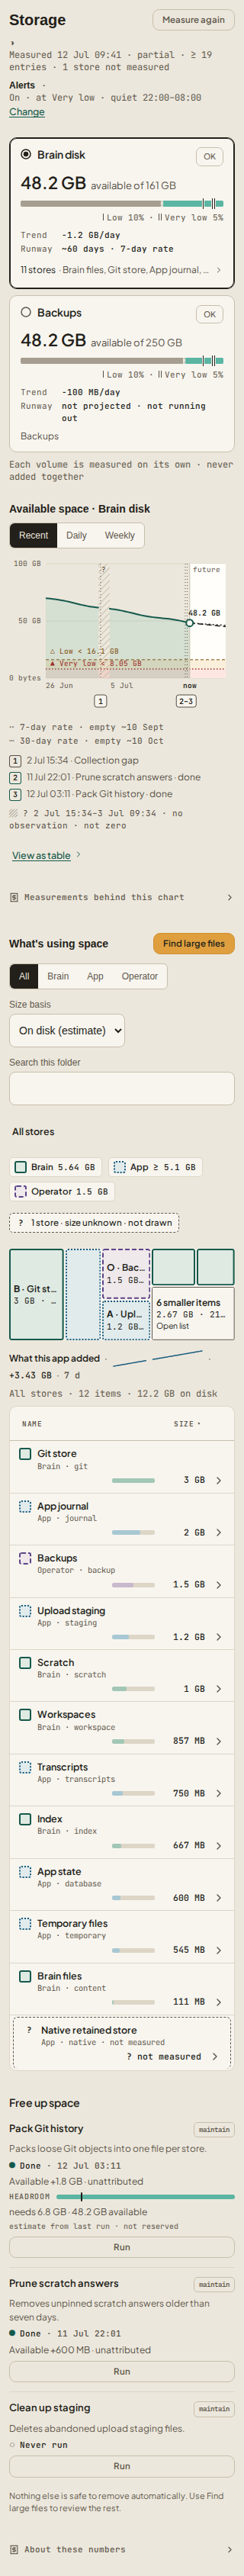 Storage
Measure again
Measured 12 Jul 09:41 · partial · ≥ 19
entries · 1 store not measured
Alerts ·
On · at Very low · quiet 22:00–08:00
Change
Brain disk
OK
48.2 GB available of 161 GB
Low 10% · Very low 5%
Trend -1.2 GB/day
Runway ~60 days · 7-day rate
11 stores · Brain files, Git store, App journal, …
Backups
OK
48.2 GB available of 250 GB
Low 10% · Very low 5%
Trend -100 MB/day
Runway not projected · not running
out
Backups
Each volume is measured on its own · never
added together
Available space · Brain disk
Recent Daily Weekly
100 GB
?
future
48.2 GB
50 GB
△ Low < 16.1 GB
▲ Very low < 8.05 GB
0 bytes
26 Jun 5 Jul now
1 2–3
7-day rate · empty ~10 Sept
30-day rate · empty ~10 Oct
1 2 Jul 15:34 · Collection gap
2 11 Jul 22:01 · Prune scratch answers · done
3 12 Jul 03:11 · Pack Git history · done
? 2 Jul 15:34–3 Jul 09:34 · no
observation · not zero
View as table
Measurements behind this chart
What's using space
Find large files
All Brain App Operator
Size basis
On disk (estimate)
Search this folder
All stores
Brain 5.64 GB
App ≥ 5.1 GB
Operator 1.5 GB
? 1 store · size unknown · not drawn
B · Git st…
3 GB · …
O · Bac…
1.5 GB…
A · Upl…
1.2 GB…
6 smaller items
2.67 GB · 21…
Open list
What this app added · ·
+3.43 GB · 7 d
All stores · 12 items · 12.2 GB on disk
NAME SIZE
Git store
Brain · git
3 GB
App journal
App · journal
2 GB
Backups
Operator · backup
1.5 GB
Upload staging
App · staging
1.2 GB
Scratch
Brain · scratch
1 GB
Workspaces
Brain · workspace
857 MB
Transcripts
App · transcripts
750 MB
Index
Brain · index
667 MB
App state
App · database
600 MB
Temporary files
App · temporary
545 MB
Brain files
Brain · content
111 MB
? Native retained store
App · native · not measured
? not measured
Free up space
Pack Git history
maintain
Packs loose Git objects into one file per store.
Done · 12 Jul 03:11
Available +1.8 GB · unattributed
HEADROOM
needs 6.8 GB · 48.2 GB available
estimate from last run · not reserved
Run
Prune scratch answers
maintain
Removes unpinned scratch answers older than
seven days.
Done · 11 Jul 22:01
Available +600 MB · unattributed
Run
Clean up staging
maintain
Deletes abandoned upload staging files.
Never run
Run
Nothing else is safe to remove automatically. Use Find
large files to review the rest.
About these numbers